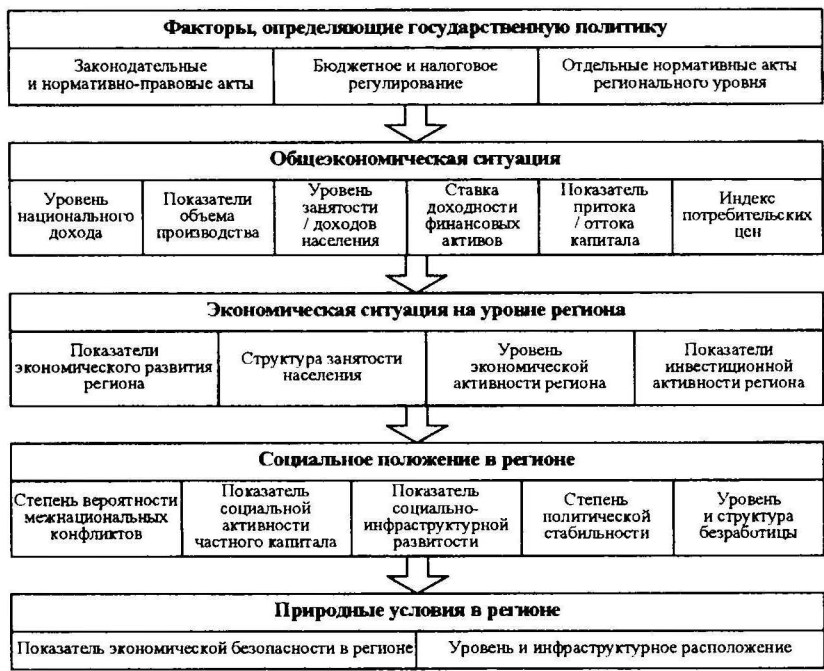 Факторы, определяющие государственную политику
Законодательные
и нормативно-правовые акты
Бюджетное и налоговое
регулирование
Отдельные нормативные акты
регионального уровня
Общеэкономическая ситуация
Уровень
национального
дохода
Показатели
объема
производства
Уровень
занятости
/ доходов
населения
Ставка
доходности
финансовых
активов
Показатель
притока
/ оттока
капитала
Индекс
потребительских
цен
Экономическая ситуация на уровне региона
Показатели
экономического развития
региона
Структура занятости
населения
Уровень
экономической
активности региона
Показатели
инвестиционной
активности региона
Социальное положение в регионе
Степень вероятности
межнациональных
конфликтов
Показатель
социальной
активности
частного капитала
Показатель
социально-
инфраструктурной
развитости
Степень
политической
стабильности
Уровень
и структура
безработицы
Природные условия в регионе
Показатель экономической безопасности в регионе
Уровень и инфраструктурное расположение